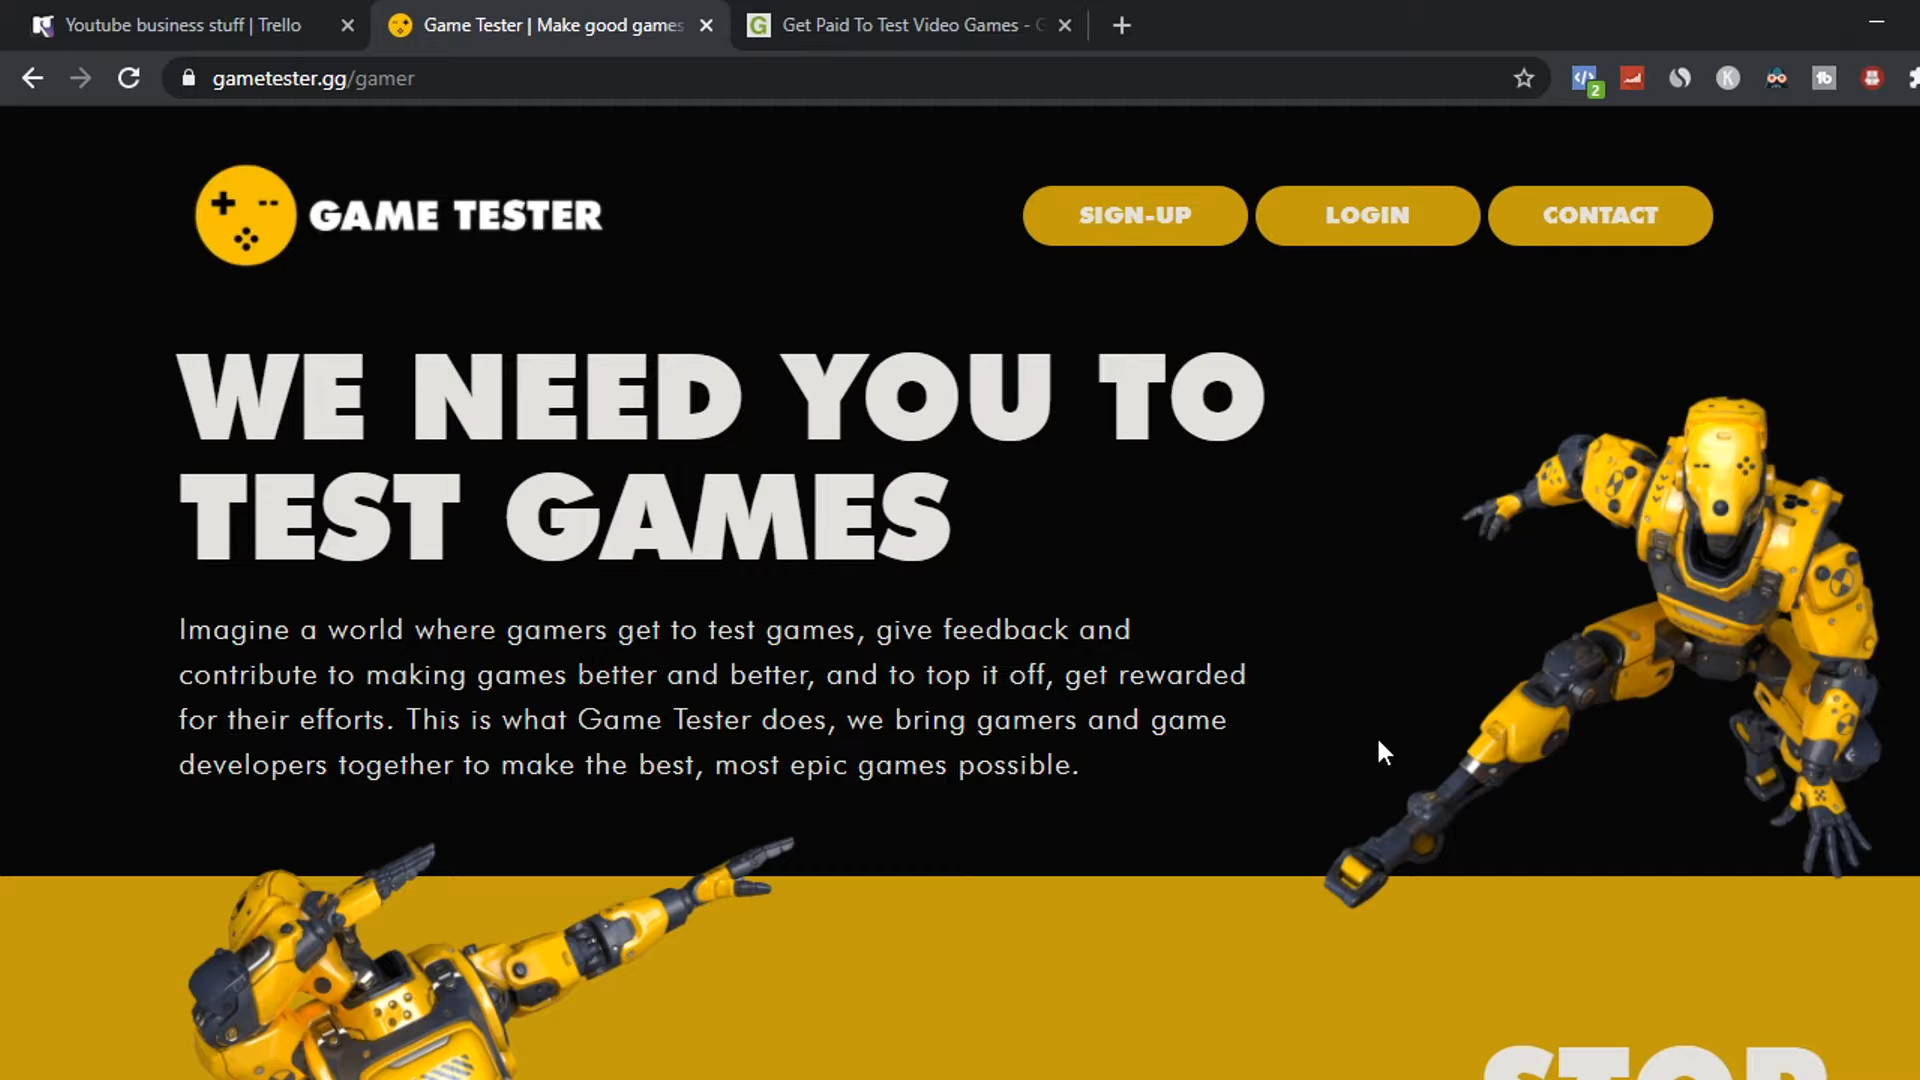 Youtube business stuff | Trello
Game Tester | Make good games
Get Paid To Test Video Games -
gametester.gg/gamer
2
GAME TESTER
SIGN-UP
LOGIN
CONTACT
WE NEED YOU TO
TEST GAMES
Imagine a world where gamers get to test games, give feedback and
contribute to making games better and better, and to top it off, get rewarded
for their efforts. This is what Game Tester does, we bring gamers and game
developers together to make the best, most epic games possible.
STOP